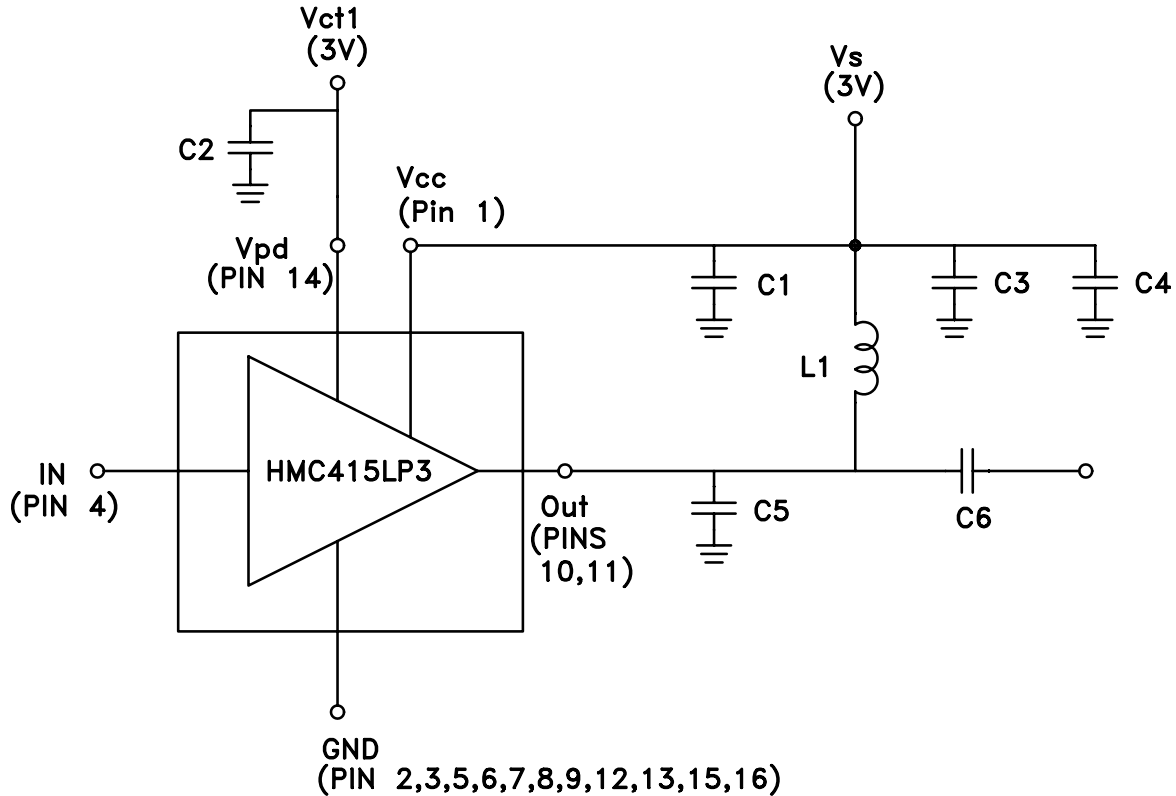 Vct1
(3V)
Vs
(3V)
C2
Vcc
(Pin 1)
Vpd
(PIN 14)
C1
C3
C4
L1
IN
(PIN 4)
HMC415LP3
Out
(PINS
10,11)
C5
C6
GND
(PIN 2,3,5,6,7,8,9,12,13,15,16)